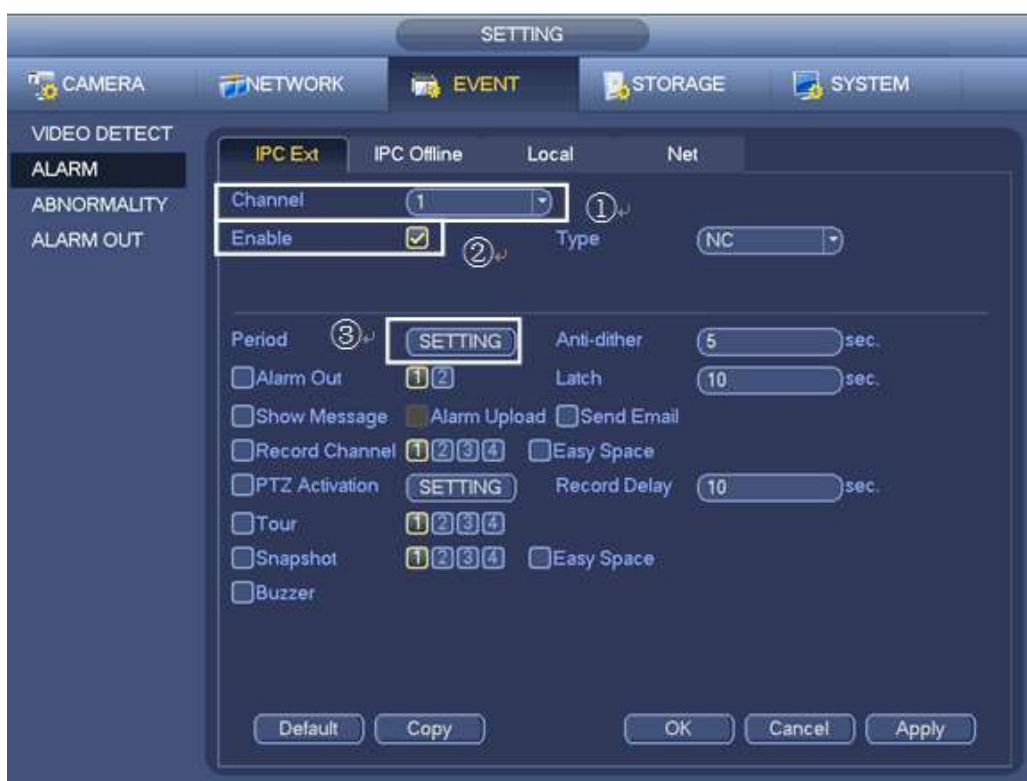 SETTING
CAMERA NETWORK EVENT STORAGE SYSTEM
VIDEO DETECT
ALARM
ABNORMALITY
ALARM OUT
IPC Ext IPC Offline Local Net
Channel 1 ①
Enable ② Type NC
Period ③ SETTING Anti-dither 5 sec.
Alarm Out 1 2 Latch 10 sec.
Show Message Alarm Upload Send Email
Record Channel 1 2 3 4 Easy Space
PTZ Activation SETTING Record Delay 10 sec.
Tour 1 2 3 4
Snapshot 1 2 3 4 Easy Space
Buzzer
Default Copy OK Cancel Apply